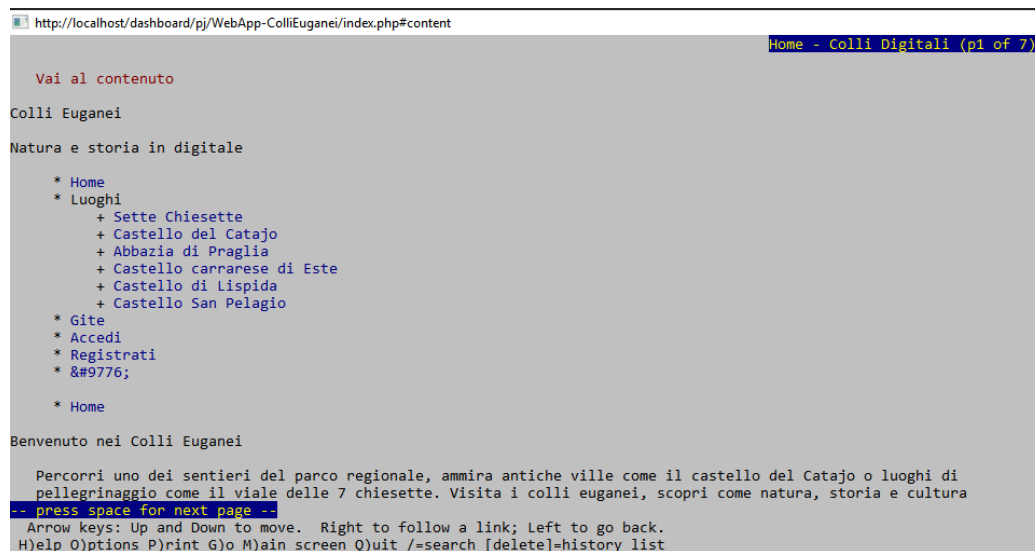 http://localhost/dashboard/pj/WebApp-ColliEuganei/index.php#content
Home - Colli Digitali (p1 of 7)
Vai al contenuto
Colli Euganei
Natura e storia in digitale
* Home
* Luoghi
+ Sette Chiesette
+ Castello del Catajo
+ Abbazia di Praglia
+ Castello carrarese di Este
+ Castello di Lispida
+ Castello San Pelagio
* Gite
* Accedi
* Registrati
* &#9776;
* Home
Benvenuto nei Colli Euganei
Percorri uno dei sentieri del parco regionale, ammira antiche ville come il castello del Catajo o luoghi di
pellegrinaggio come il viale delle 7 chiesette. Visita i colli euganei, scopri come natura, storia e cultura
-- press space for next page --
Arrow keys: Up and Down to move.  Right to follow a link; Left to go back.
H)elp O)ptions P)rint G)o M)ain screen Q)uit /=search [delete]=history list